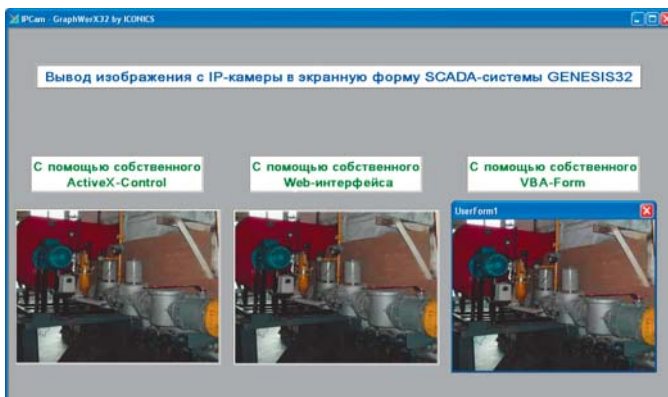 IPCam - GraphWorX32 by ICONICS
Вывод изображения с IP-камеры в экранную форму SCADA-системы GENESIS32
С помощью собственного
ActiveX-Control
С помощью собственного
Web-интерфейса
С помощью собственного
VBA-Form
UserForm1